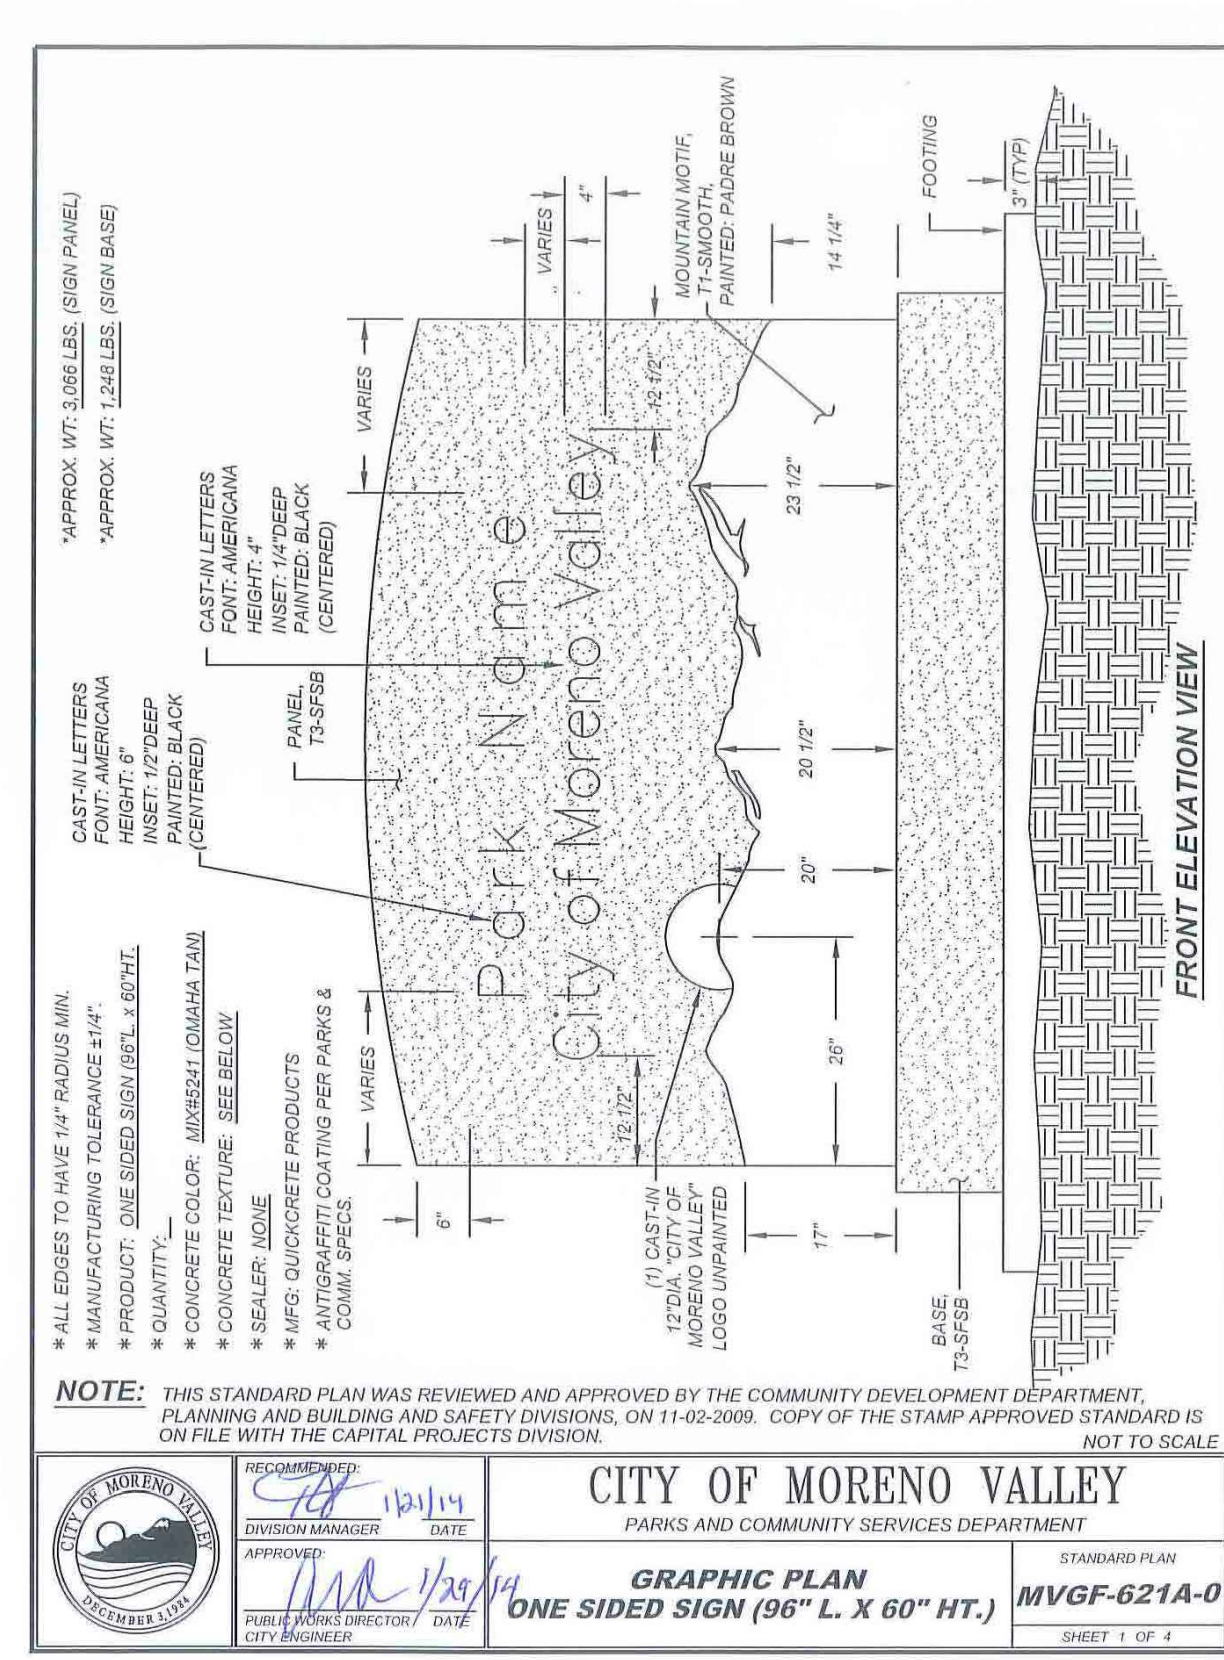 * ALL EDGES TO HAVE 1/4" RADIUS MIN.
* MANUFACTURING TOLERANCE ±1/4".
* PRODUCT: ONE SIDED SIGN (96"L. x 60"HT.
* QUANTITY:
* CONCRETE COLOR: MIX#5241 (OMAHA TAN)
* CONCRETE TEXTURE: SEE BELOW
* SEALER: NONE
* MFG: QUICKCRETE PRODUCTS
* ANTIGRAFFITI COATING PER PARKS &
COMM. SPECS.
CAST-IN LETTERS
FONT: AMERICANA
HEIGHT: 6"
INSET: 1/2"DEEP
PAINTED: BLACK
(CENTERED)
PANEL,
T3-SFSB
CAST-IN LETTERS
FONT: AMERICANA
HEIGHT: 4"
INSET: 1/4"DEEP
PAINTED: BLACK
(CENTERED)
*APPROX. WT: 3,066 LBS. (SIGN PANEL)
*APPROX. WT: 1,248 LBS. (SIGN BASE)
VARIES
VARIES
6"
Park Name
City of Moreno Valley
VARIES
4"
12 1/2"
12 1/2"
(1) CAST-IN
12"DIA. "CITY OF
MORENO VALLEY"
LOGO UNPAINTED
MOUNTAIN MOTIF,
T1-SMOOTH,
PAINTED: PADRE BROWN
17"
26"
20"
20 1/2"
23 1/2"
14 1/4"
BASE,
T3-SFSB
FOOTING
3" (TYP)
FRONT ELEVATION VIEW
NOTE: THIS STANDARD PLAN WAS REVIEWED AND APPROVED BY THE COMMUNITY DEVELOPMENT DEPARTMENT,
PLANNING AND BUILDING AND SAFETY DIVISIONS, ON 11-02-2009. COPY OF THE STAMP APPROVED STANDARD IS
ON FILE WITH THE CAPITAL PROJECTS DIVISION.
NOT TO SCALE
CITY OF MORENO VALLEY
DECEMBER 3, 1984
RECOMMENDED:
1/21/14
DIVISION MANAGER DATE
APPROVED:
1/29/14
PUBLIC WORKS DIRECTOR / DATE
CITY ENGINEER
CITY OF MORENO VALLEY
PARKS AND COMMUNITY SERVICES DEPARTMENT
GRAPHIC PLAN
ONE SIDED SIGN (96" L. X 60" HT.)
STANDARD PLAN
MVGF-621A-0
SHEET 1 OF 4